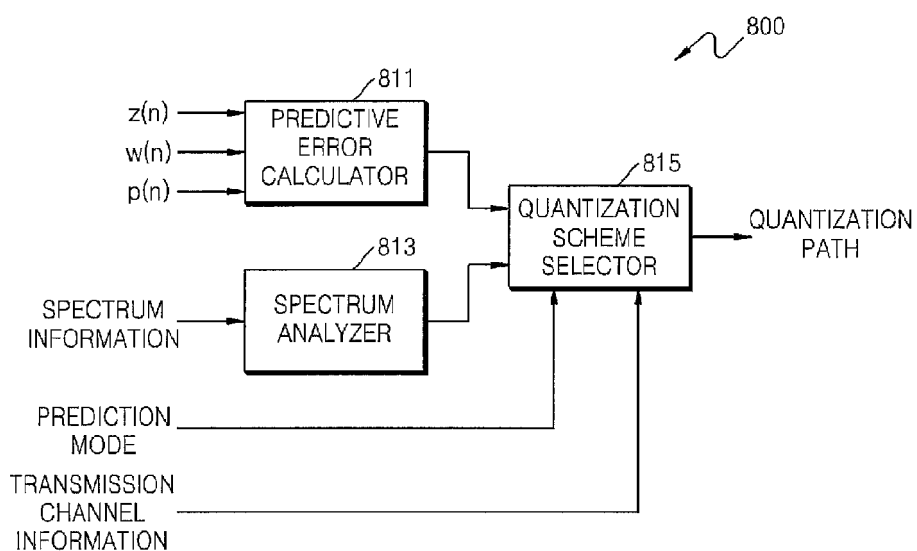 800
811
z(n)
w(n)
p(n)
PREDICTIVE
ERROR
CALCULATOR
815
QUANTIZATION
SCHEME
SELECTOR
QUANTIZATION
PATH
813
SPECTRUM
INFORMATION
SPECTRUM
ANALYZER
PREDICTION
MODE
TRANSMISSION
CHANNEL
INFORMATION